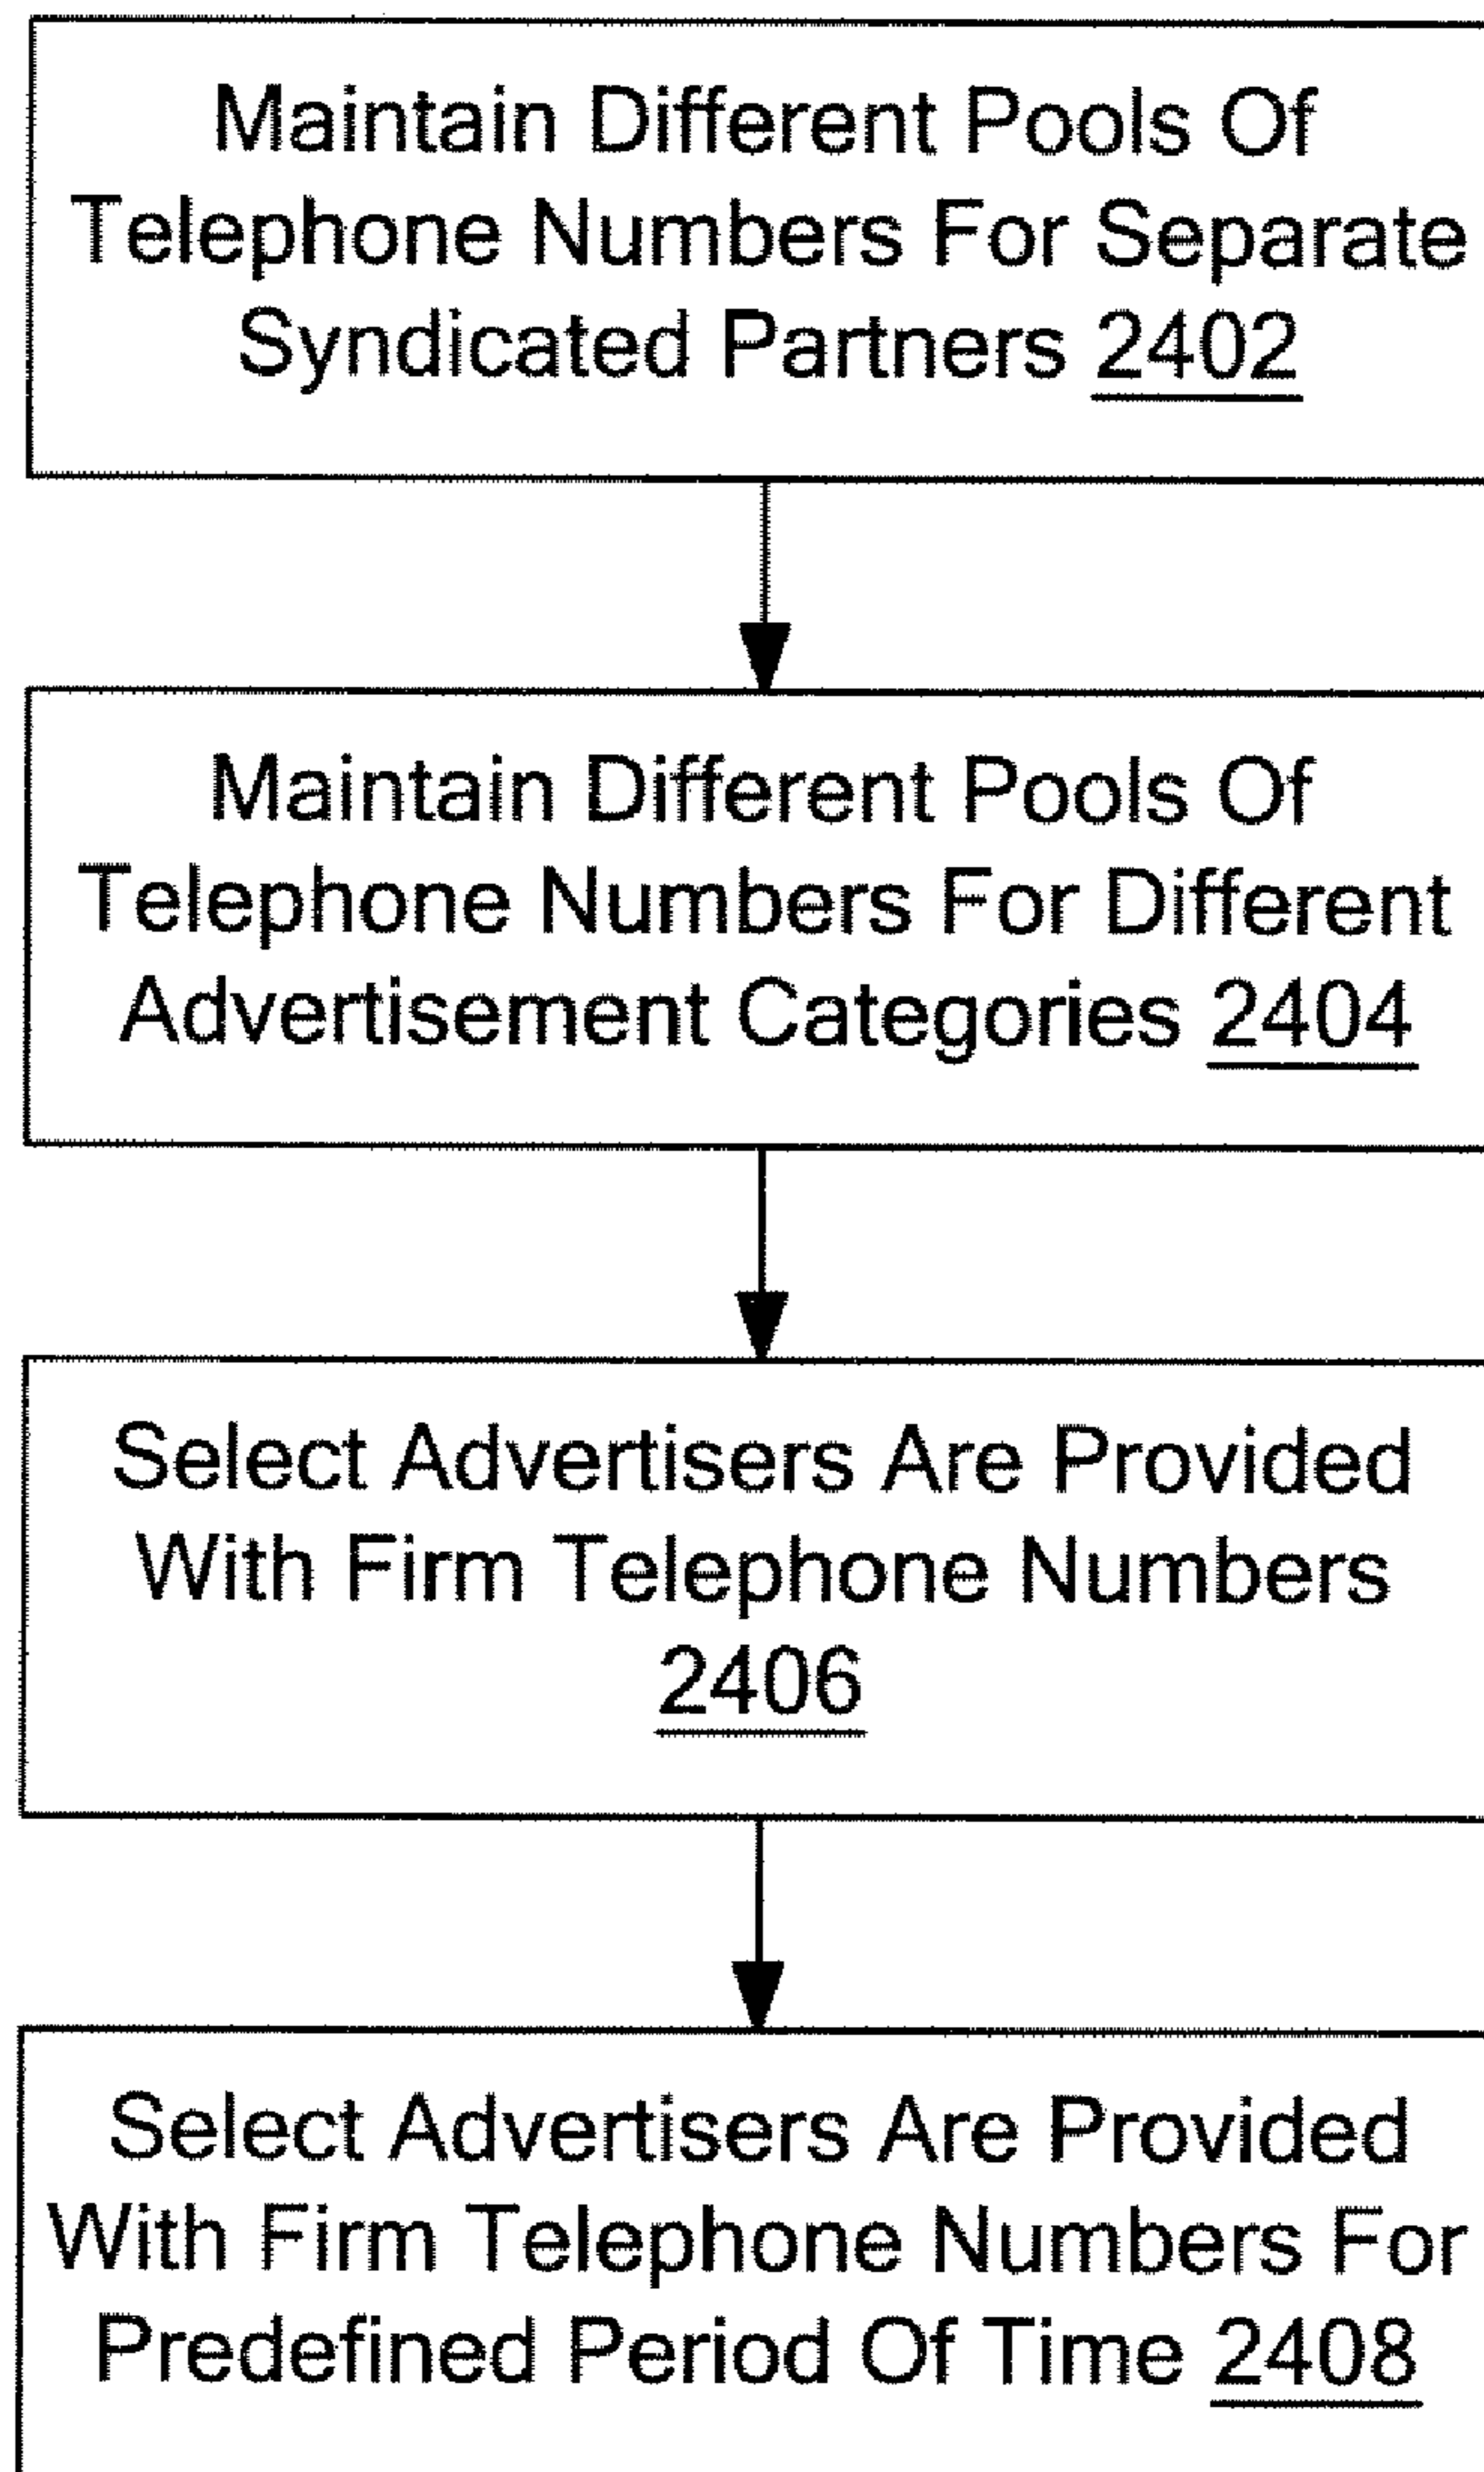 Maintain Different Pools Of
Telephone Numbers For Separate
Syndicated Partners 2402
Maintain Different Pools Of
Telephone Numbers For Different
Advertisement Categories 2404
Select Advertisers Are Provided
With Firm Telephone Numbers
2406
Select Advertisers Are Provided
With Firm Telephone Numbers For
Predefined Period Of Time 2408